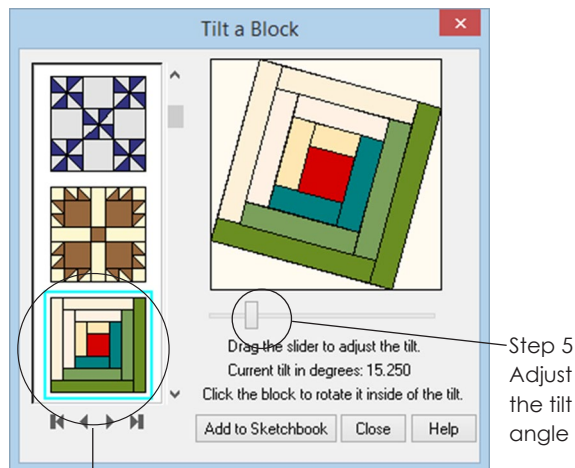 Tilt a Block
Drag the slider to adjust the tilt.
Current tilt in degrees: 15.250
Click the block to rotate it inside of the tilt.
Add to Sketchbook Close Help
Step 5
Adjust
the tilt
angle